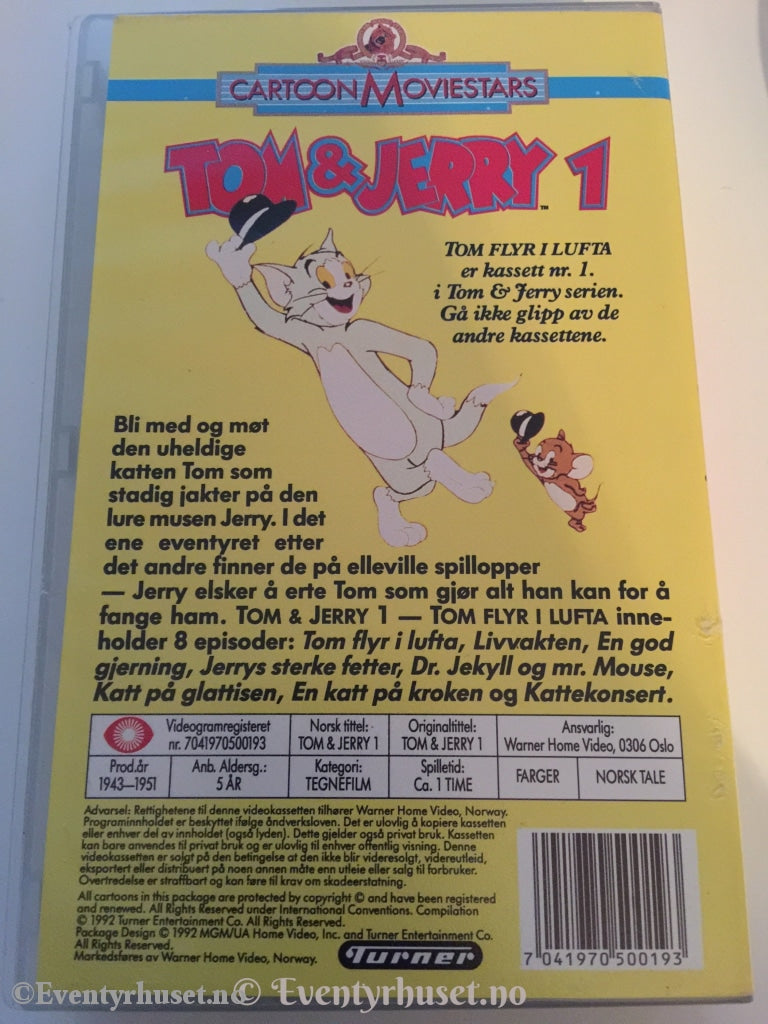 CARTOON MOVIESTARS
TOM & JERRY 1
TM
TOM FLYR I LUFTA
er kassett nr. 1.
i Tom & Jerry serien.
Gå ikke glipp av de
andre kassettene.
Bli med og møt
den uheldige
katten Tom som
stadig jakter på den
lure musen Jerry. I det
ene eventyret etter
det andre finner de på elleville spillopper
— Jerry elsker å erte Tom som gjør alt han kan for å
fange ham. TOM & JERRY 1 — TOM FLYR I LUFTA inne-
holder 8 episoder: Tom flyr i lufta, Livvakten, En god
gjerning, Jerrys sterke fetter, Dr. Jekyll og mr. Mouse,
Katt på glattisen, En katt på kroken og Kattekonsert.
Videogramregisteret
nr. 7041970500193
Norsk tittel:
TOM & JERRY 1
Originaltittel:
TOM & JERRY 1
Ansvarlig:
Warner Home Video, 0306 Oslo
Prod.år
1943—1951
Anb. Aldersg.:
5 ÅR
Kategori:
TEGNEFILM
Spilletid:
Ca. 1 TIME
FARGER
NORSK TALE
Advarsel: Rettighetene til denne videokassetten tilhører Warner Home Video, Norway.
Programinnholdet er beskyttet ifølge åndverksloven. Det er ulovlig å kopiere kassetten
eller enhver del av innholdet (også lyden). Dette gjelder også privat bruk. Kassetten
kan bare anvendes til privat bruk og er ulovlig til enhver offentlig visning. Denne
videokassetten er solgt på den betingelse at den ikke blir videresolgt, videreutleid,
eksportert eller distribuert på noen annen måte enn utleie eller salg til forbruker.
Overtredelse er straffbart og kan føre til krav om skadeerstatning.
All cartoons in this package are protected by copyright © and have been registered
and renewed. All Rights Reserved under International Conventions. Compilation
© 1992 Turner Entertainment Co. All Rights Reserved.
Package Design © 1992 MGM/UA Home Video, Inc. and Turner Entertainment Co.
All Rights Reserved.
Markedsføres av Warner Home Video, Norway.
Turner
7 041970 500193
©Eventyrhuset.no © Eventyrhuset.no